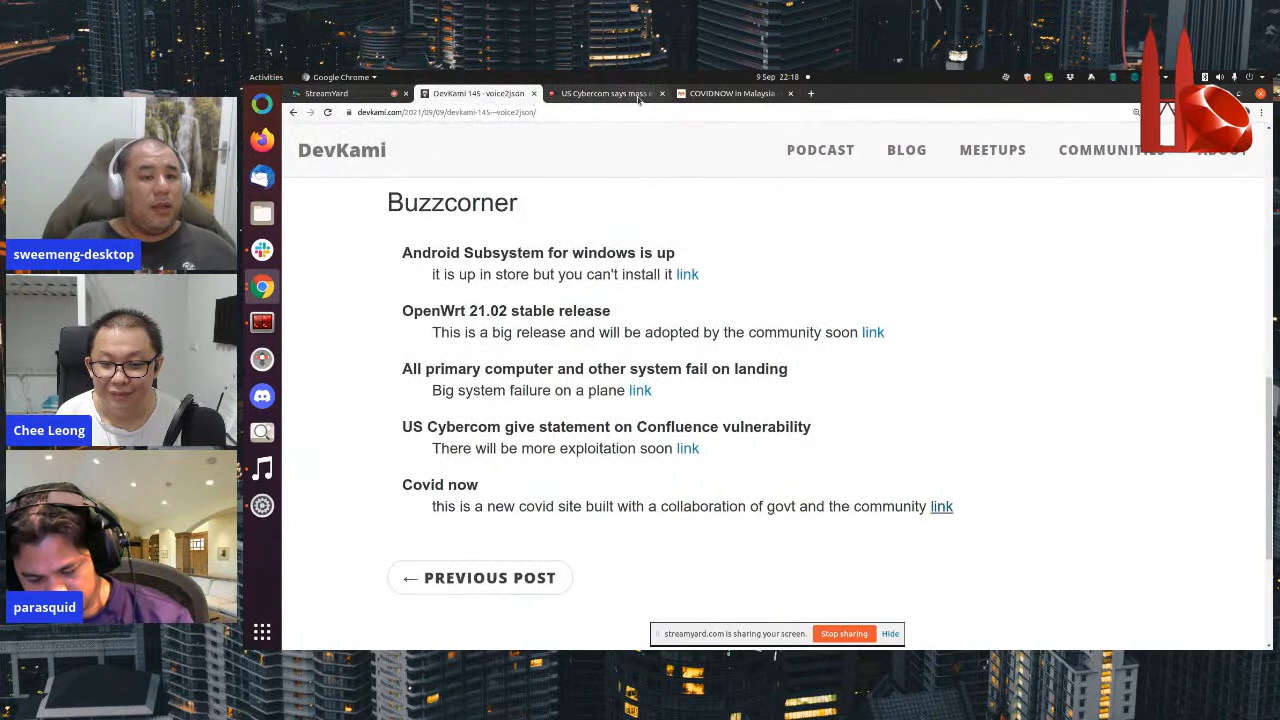 Activities
Google Chrome
9 Sep 22:18
StreamYard
DevKami 145 - voice2json
US Cybercom says mass e
COVIDNOW in Malaysia
devkami.com/2021/09/09/devkami-145--voice2json/
DevKami
PODCAST
BLOG
MEETUPS
COMMUNITIES
ABOUT
Buzzcorner
Android Subsystem for windows is up
it is up in store but you can't install it link
OpenWrt 21.02 stable release
This is a big release and will be adopted by the community soon link
All primary computer and other system fail on landing
Big system failure on a plane link
US Cybercom give statement on Confluence vulnerability
There will be more exploitation soon link
Covid now
this is a new covid site built with a collaboration of govt and the community link
← PREVIOUS POST
streamyard.com is sharing your screen.
Stop sharing
Hide
sweemeng-desktop
Chee Leong
parasquid